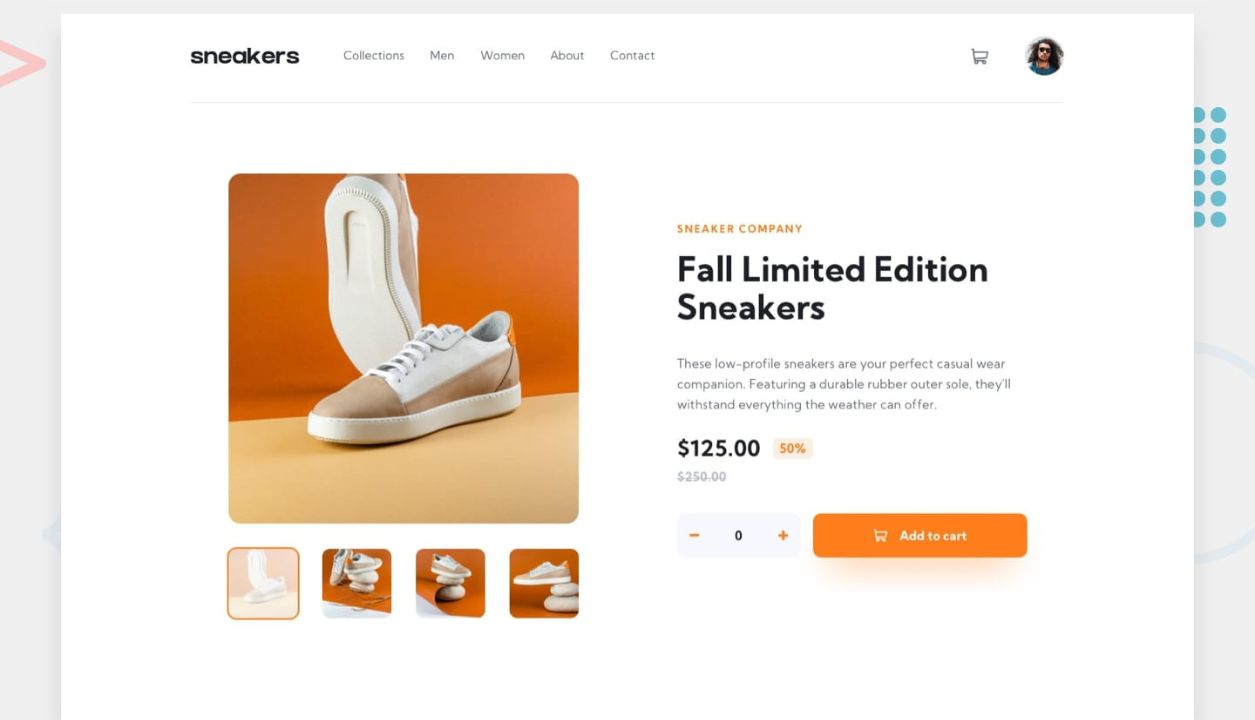 sneakers
Collections Men Women About Contact
SNEAKER COMPANY
Fall Limited Edition
Sneakers
These low-profile sneakers are your perfect casual wear
companion. Featuring a durable rubber outer sole, they'll
withstand everything the weather can offer.
$125.00 50%
$250.00
− 0 + Add to cart